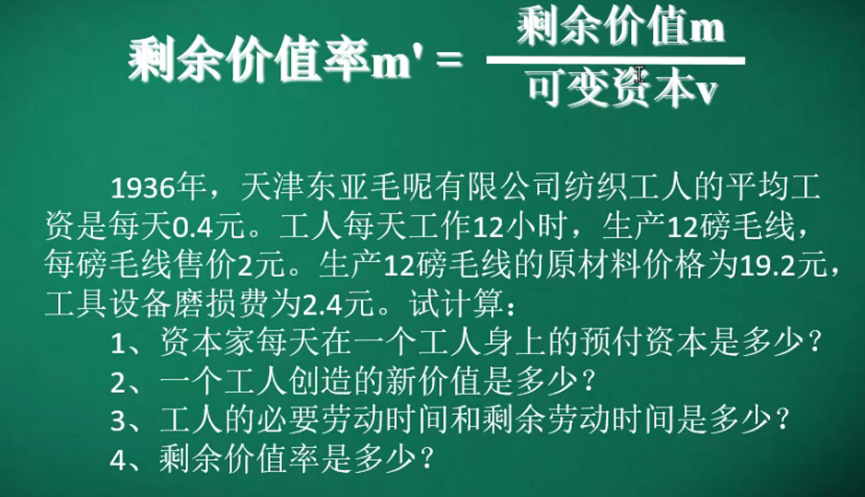 剩余价值率m' = 剩余价值m
可变资本v
1936年，天津东亚毛呢有限公司纺织工人的平均工
资是每天0.4元。工人每天工作12小时，生产12磅毛线，
每磅毛线售价2元。生产12磅毛线的原材料价格为19.2元，
工具设备磨损费为2.4元。试计算：
1、资本家每天在一个工人身上的预付资本是多少？
2、一个工人创造的新价值是多少？
3、工人的必要劳动时间和剩余劳动时间是多少？
4、剩余价值率是多少？